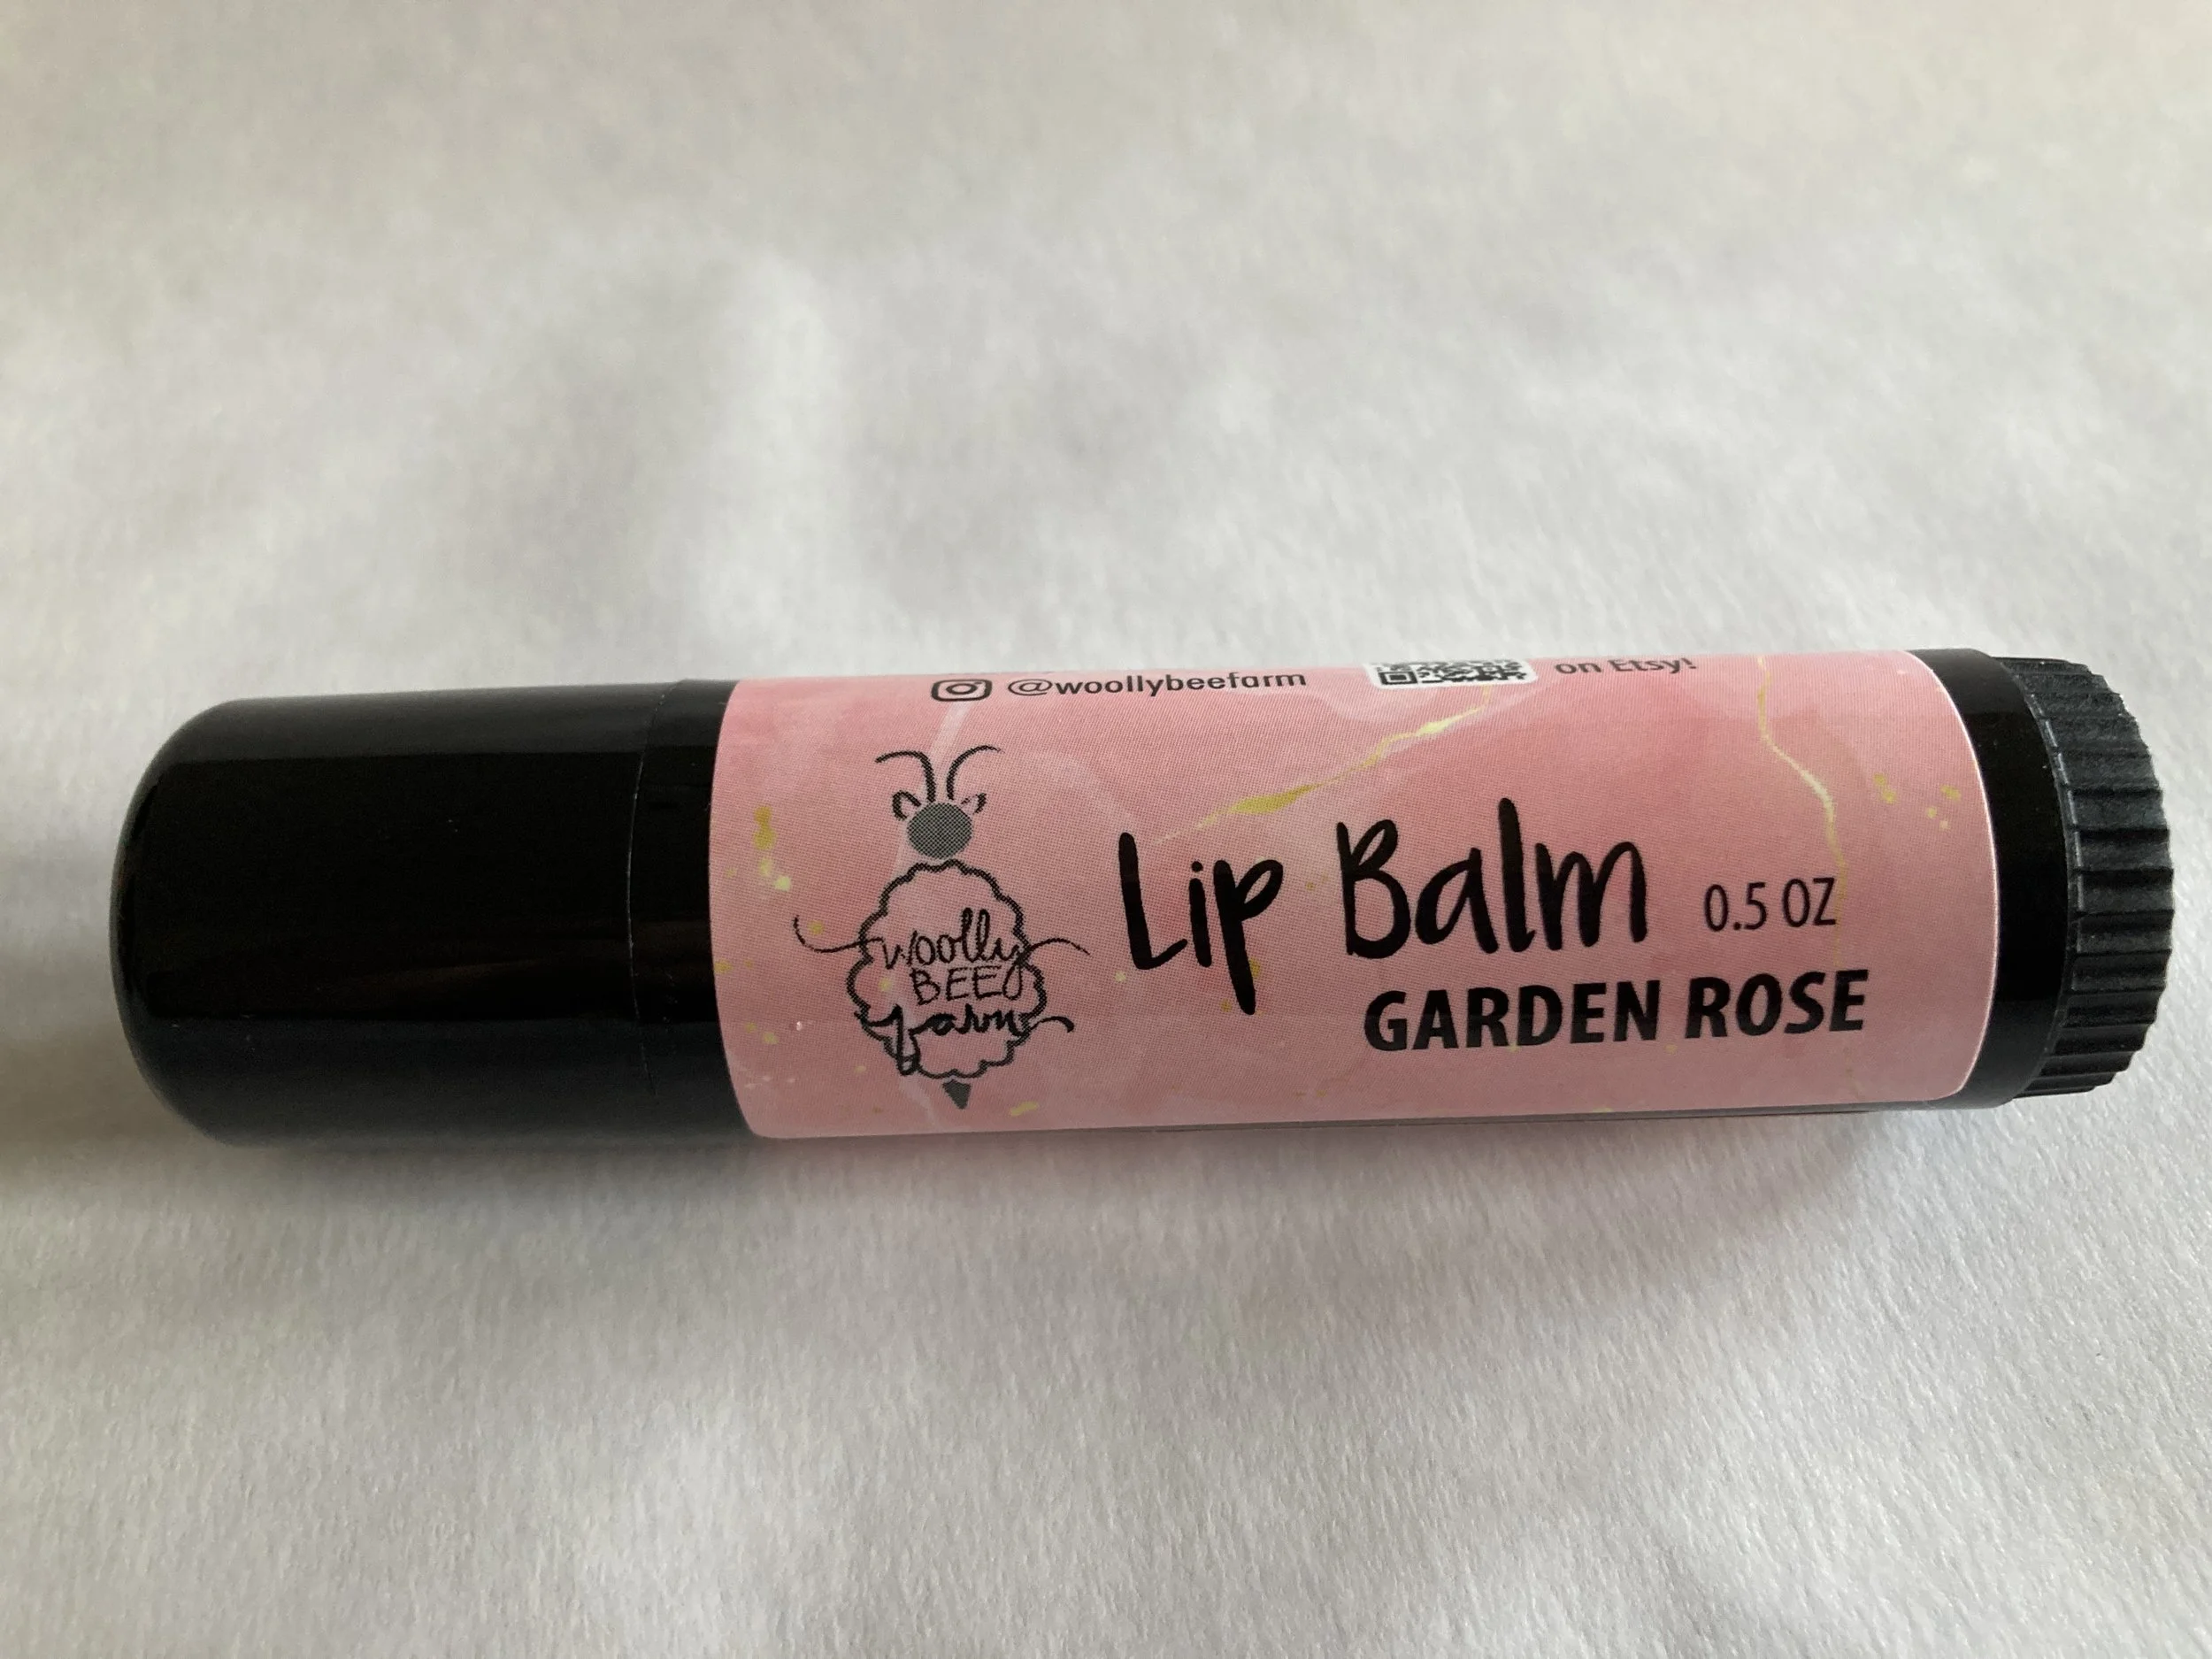 @woollybeefarm
on Etsy!
woolly
BEE
farm
Lip Balm 0.5 OZ
GARDEN ROSE